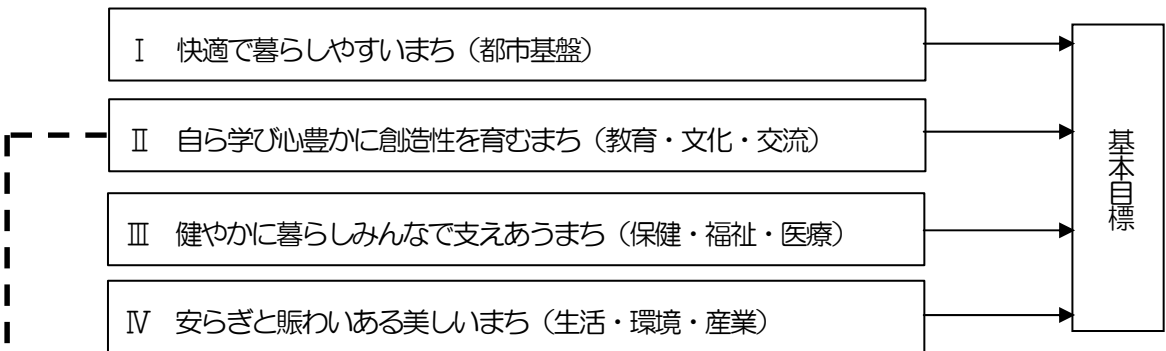 Ⅰ 快適で暮らしやすいまち（都市基盤）
Ⅱ 自ら学び心豊かに創造性を育むまち（教育・文化・交流）
Ⅲ 健やかに暮らしみんなで支えあうまち（保健・福祉・医療）
Ⅳ 安らぎと賑わいある美しいまち（生活・環境・産業）
基本目標